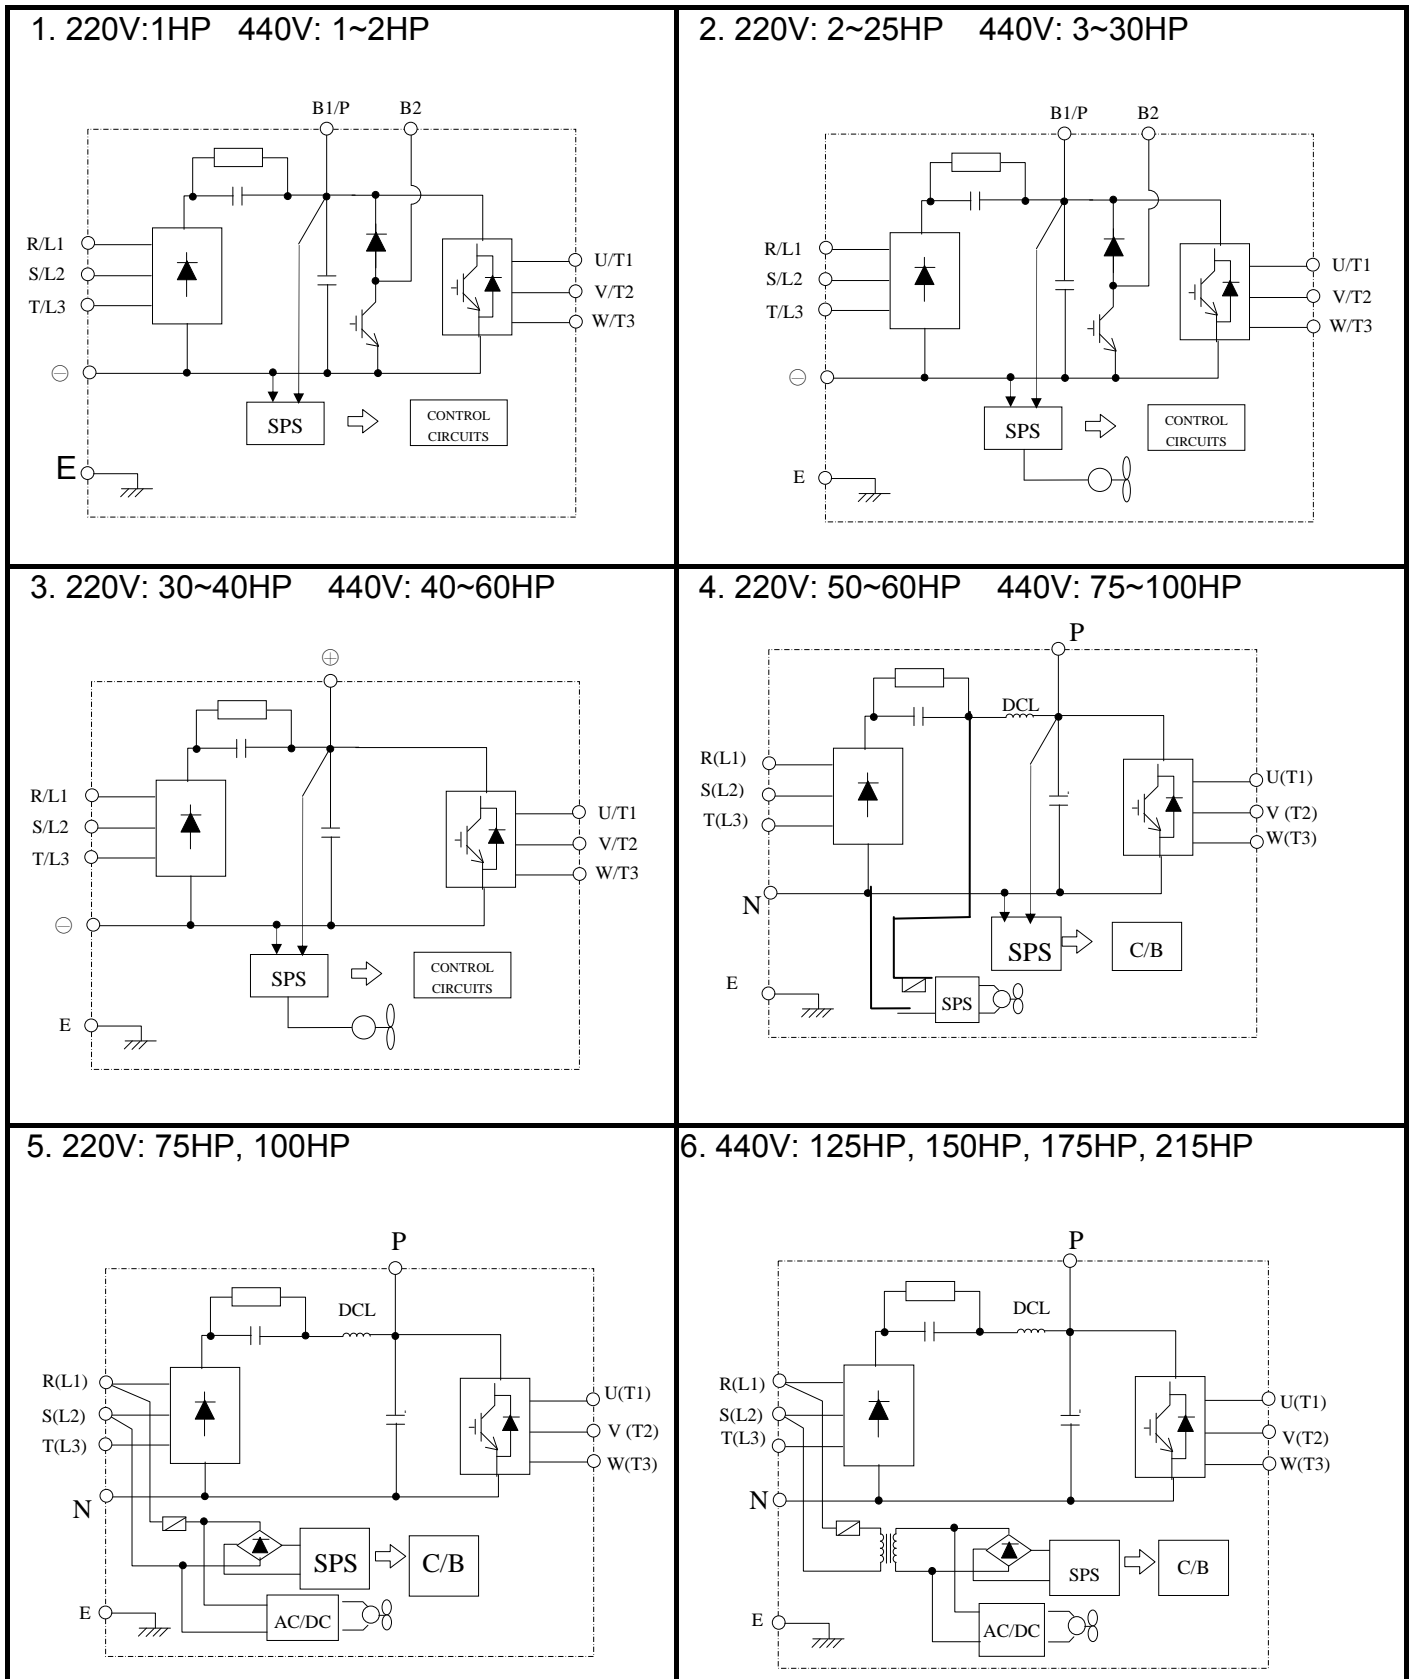 1. 220V:1HP 440V: 1~2HP
B1/P B2
R/L1
S/L2
T/L3
U/T1
V/T2
W/T3
⊖
SPS
CONTROL
CIRCUITS
E
2. 220V: 2~25HP 440V: 3~30HP
B1/P B2
R/L1
S/L2
T/L3
U/T1
V/T2
W/T3
⊖
SPS
CONTROL
CIRCUITS
E
3. 220V: 30~40HP 440V: 40~60HP
⊕
R/L1
S/L2
T/L3
U/T1
V/T2
W/T3
⊖
SPS
CONTROL
CIRCUITS
E
4. 220V: 50~60HP 440V: 75~100HP
P
DCL
R(L1)
S(L2)
T(L3)
U(T1)
V (T2)
W(T3)
N
SPS
C/B
E
SPS
5. 220V: 75HP, 100HP
P
DCL
R(L1)
S(L2)
T(L3)
U(T1)
V (T2)
W(T3)
N
SPS
C/B
E
AC/DC
6. 440V: 125HP, 150HP, 175HP, 215HP
P
DCL
R(L1)
S(L2)
T(L3)
U(T1)
V(T2)
W(T3)
N
SPS
C/B
E
AC/DC